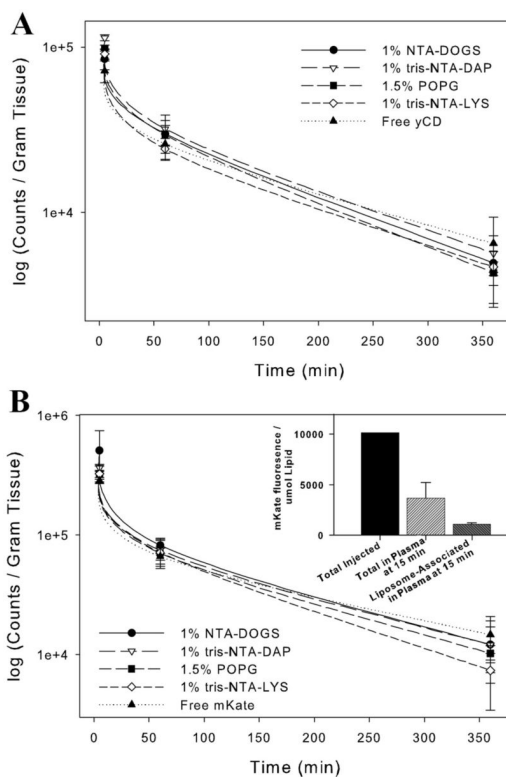 A
1e+5
1e+4
log (Counts / Gram Tissue)
1% NTA-DOGS
1% tris-NTA-DAP
1.5% POPG
1% tris-NTA-LYS
Free yCD
0 50 100 150 200 250 300 350
Time (min)
B
1e+6
1e+5
1e+4
log (Counts / Gram Tissue)
mKate fluoresence /
umol Lipid
10000
5000
0
Total Injected
Total in Plasma
at 15 min
Liposome-Associated
in Plasma at 15 min
1% NTA-DOGS
1% tris-NTA-DAP
1.5% POPG
1% tris-NTA-LYS
Free mKate
0 50 100 150 200 250 300 350
Time (min)